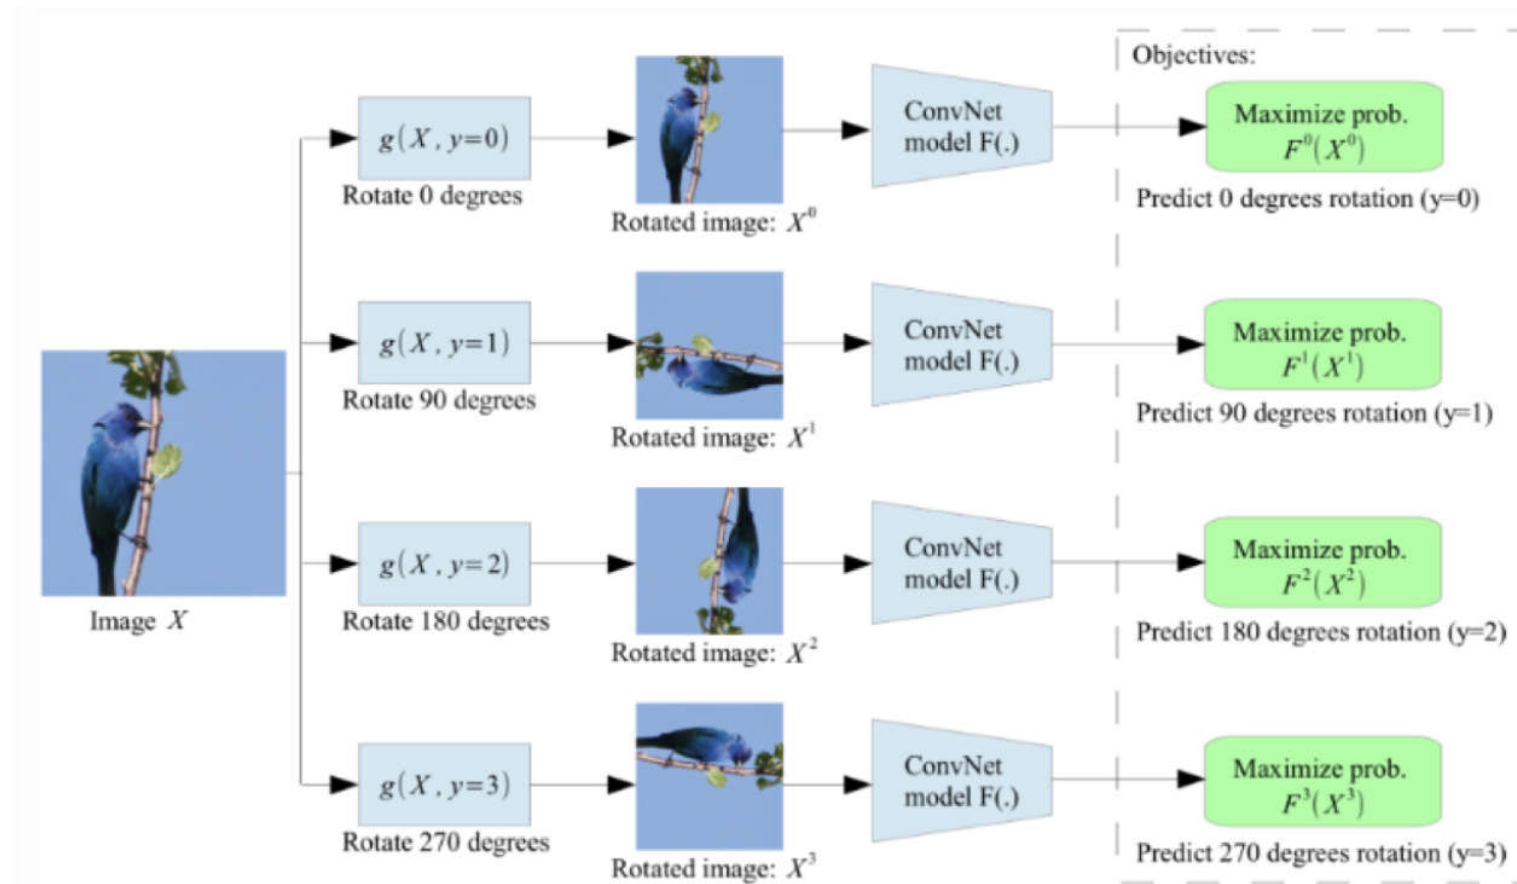 Objectives:
g(X, y=0)
Rotate 0 degrees
Rotated image: X⁰
ConvNet
model F(.)
Maximize prob.
F⁰(X⁰)
Predict 0 degrees rotation (y=0)
g(X, y=1)
Rotate 90 degrees
Rotated image: X¹
ConvNet
model F(.)
Maximize prob.
F¹(X¹)
Predict 90 degrees rotation (y=1)
Image X
g(X, y=2)
Rotate 180 degrees
Rotated image: X²
ConvNet
model F(.)
Maximize prob.
F²(X²)
Predict 180 degrees rotation (y=2)
g(X, y=3)
Rotate 270 degrees
Rotated image: X³
ConvNet
model F(.)
Maximize prob.
F³(X³)
Predict 270 degrees rotation (y=3)